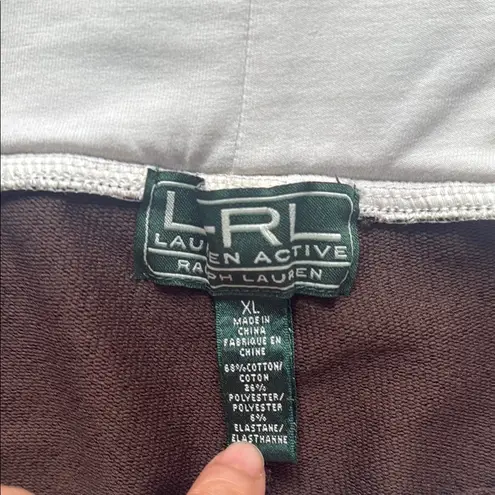 L-RL
LAUREN ACTIVE
RALPH LAUREN
XL
MADE IN
CHINA
FABRIQUE EN
CHINE
68% COTTON/
COTON
26%
POLYESTER/
POLYESTER
6%
ELASTANE/
ELASTHANNE